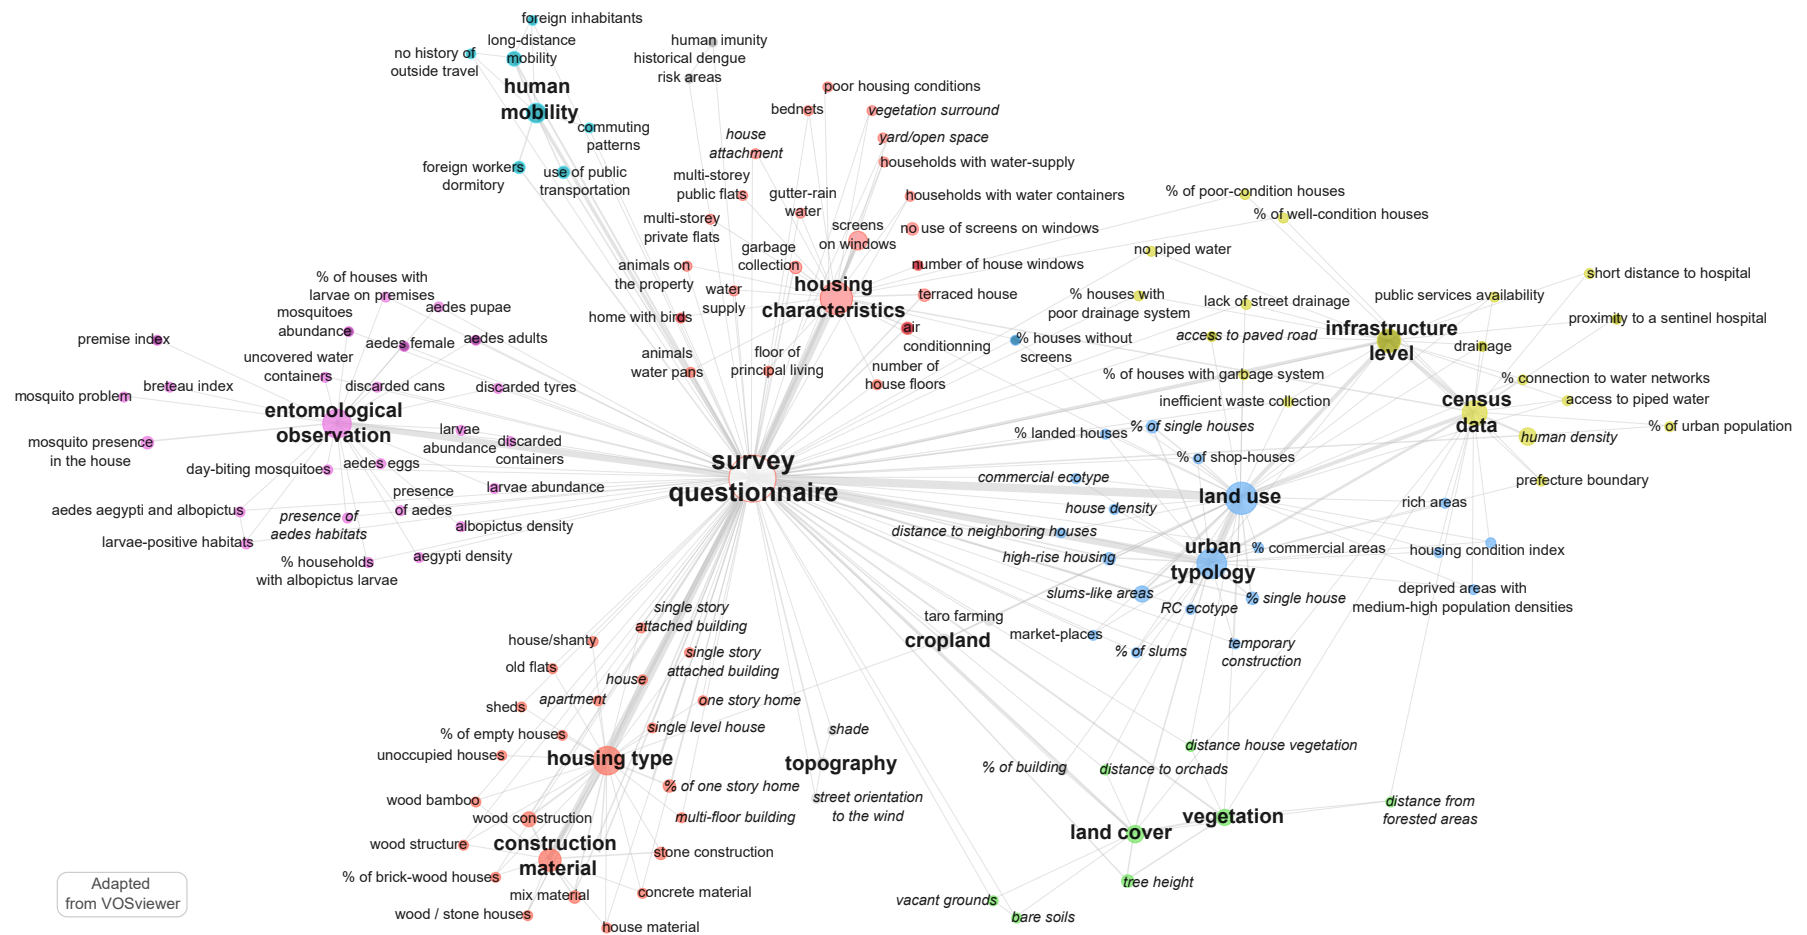 foreign inhabitants
long-distance
mobility
no history of
outside travel
human
mobility
commuting
patterns
foreign workers
dormitory
use of public
transportation
human imunity
historical dengue
risk areas
poor housing conditions
bednets
vegetation surround
house
attachment
yard/open space
households with water-supply
multi-storey
public flats
gutter-rain
water
households with water containers
multi-storey
private flats
screens
on windows
no use of screens on windows
garbage
collection
animals on
the property
number of house windows
water
supply
housing
characteristics
terraced house
home with birds
air
conditionning
animals
water pans
floor of
principal living
number of
house floors
% of poor-condition houses
% of well-condition houses
no piped water
short distance to hospital
% houses with
poor drainage system
lack of street drainage
public services availability
proximity to a sentinel hospital
infrastructure
level
access to paved road
% houses without
screens
drainage
% of houses with garbage system
% connection to water networks
inefficient waste collection
census
data
access to piped water
% of urban population
human density
prefecture boundary
% of houses with
larvae on premises
mosquitoes
abundance
aedes pupae
premise index
aedes female
aedes adults
uncovered water
containers
breteau index
discarded cans
discarded tyres
mosquito problem
entomological
observation
larvae
abundance
discarded
containers
mosquito presence
in the house
day-biting mosquitoes
aedes eggs
larvae abundance
presence
of aedes
aedes aegypti and albopictus
presence of
aedes habitats
albopictus density
larvae-positive habitats
% households
with albopictus larvae
aegypti density
survey
questionnaire
% landed houses
% of single houses
% of shop-houses
commercial ecotype
land use
rich areas
house density
distance to neighboring houses
urban
typology
% commercial areas
housing condition index
high-rise housing
slums-like areas
RC ecotype
% single house
deprived areas with
medium-high population densities
taro farming
cropland
market-places
% of slums
temporary
construction
single story
attached building
house/shanty
single story
attached building
old flats
house
apartment
one story home
sheds
single level house
% of empty houses
unoccupied houses
housing type
% of one story home
wood bamboo
wood construction
multi-floor building
wood structure
construction
material
stone construction
% of brick-wood houses
mix material
concrete material
wood / stone houses
house material
shade
topography
street orientation
to the wind
distance house vegetation
% of building
distance to orchads
distance from
forested areas
vegetation
land cover
tree height
vacant grounds
bare soils
Adapted
from VOSviewer